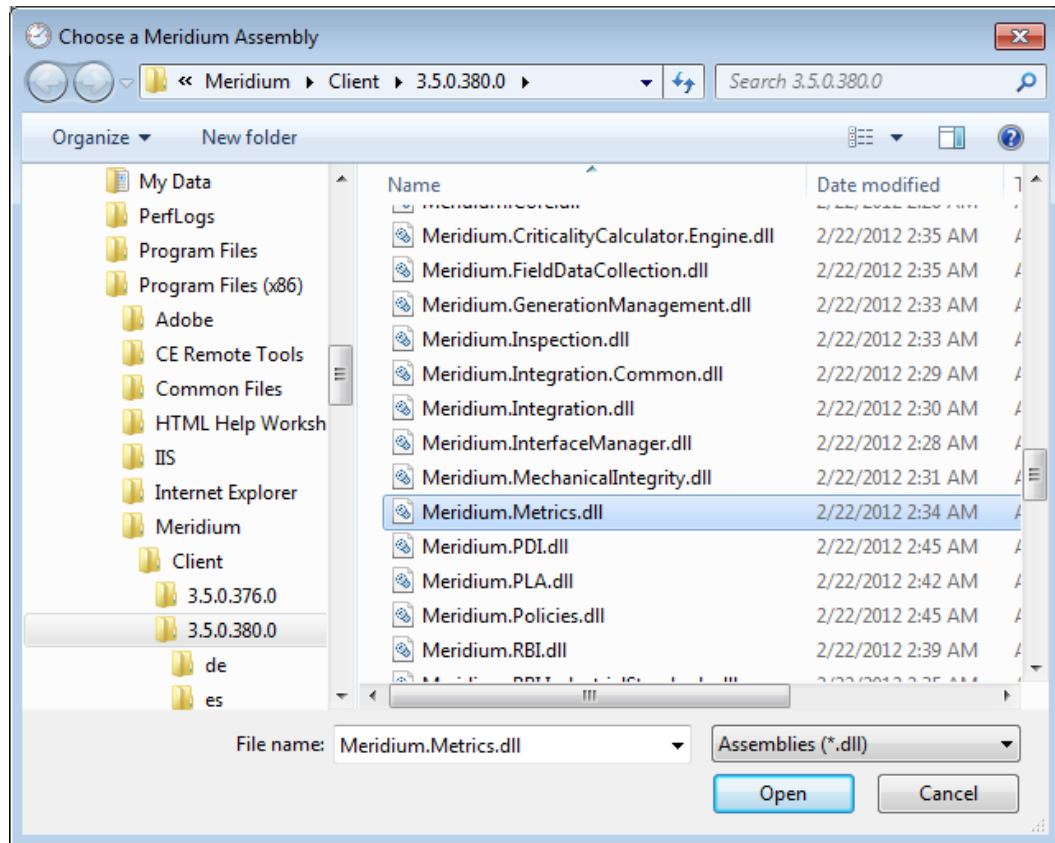 Choose a Meridium Assembly
« Meridium ▸ Client ▸ 3.5.0.380.0 ▸
Search 3.5.0.380.0
Organize ▾ New folder
My Data
PerfLogs
Program Files
Program Files (x86)
Adobe
CE Remote Tools
Common Files
HTML Help Worksh
IIS
Internet Explorer
Meridium
Client
3.5.0.376.0
3.5.0.380.0
de
es
Name Date modified T
Meridium.CriticalityCalculator.Engine.dll 2/22/2012 2:35 AM
Meridium.FieldDataCollection.dll 2/22/2012 2:35 AM
Meridium.GenerationManagement.dll 2/22/2012 2:33 AM
Meridium.Inspection.dll 2/22/2012 2:33 AM
Meridium.Integration.Common.dll 2/22/2012 2:29 AM
Meridium.Integration.dll 2/22/2012 2:30 AM
Meridium.InterfaceManager.dll 2/22/2012 2:28 AM
Meridium.MechanicalIntegrity.dll 2/22/2012 2:31 AM
Meridium.Metrics.dll 2/22/2012 2:34 AM
Meridium.PDI.dll 2/22/2012 2:45 AM
Meridium.PLA.dll 2/22/2012 2:42 AM
Meridium.Policies.dll 2/22/2012 2:45 AM
Meridium.RBI.dll 2/22/2012 2:39 AM
File name: Meridium.Metrics.dll Assemblies (*.dll)
Open Cancel